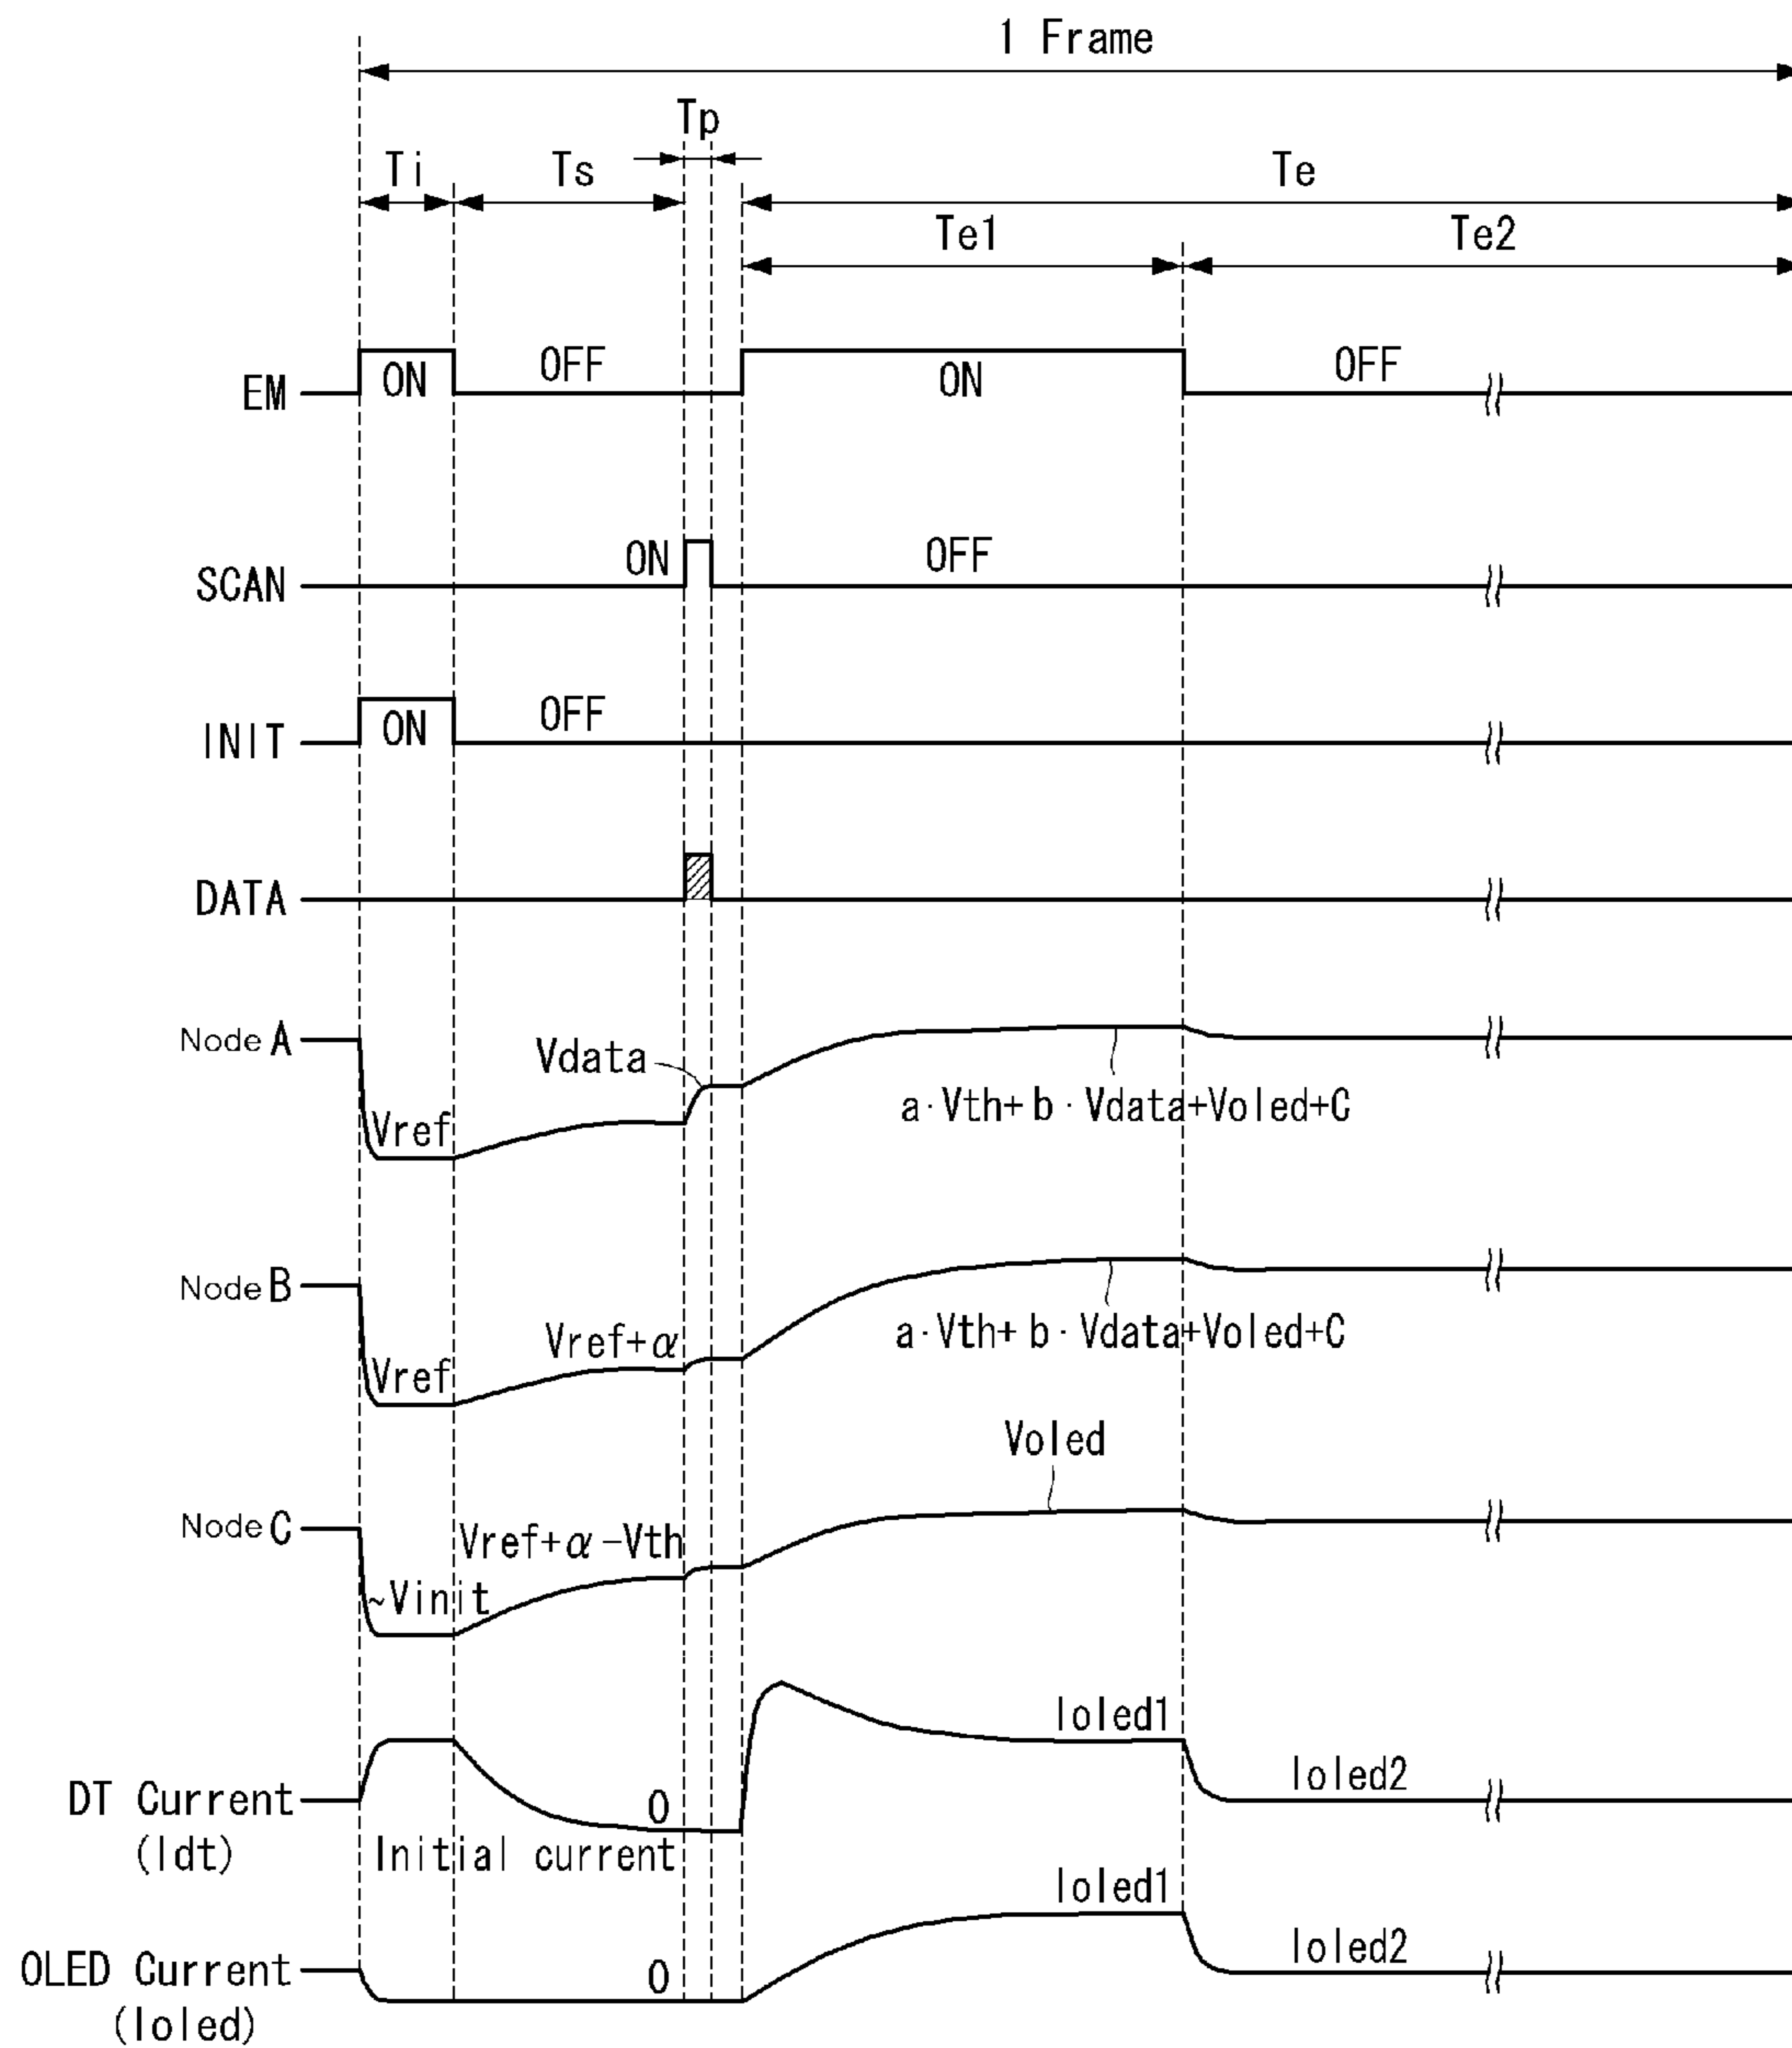 1 Frame
Tp
Ti Ts Te
Te1 Te2
EM ON OFF ON OFF
SCAN ON OFF
INIT ON OFF
DATA
Node A Vref Vdata a·Vth+b·Vdata+Voled+C
Node B Vref Vref+α a·Vth+b·Vdata+Voled+C
Node C ~Vinit Vref+α-Vth Voled
DT Current
(Idt)
Initial current 0 Ioled1 Ioled2
OLED Current
(Ioled)
0 Ioled1 Ioled2